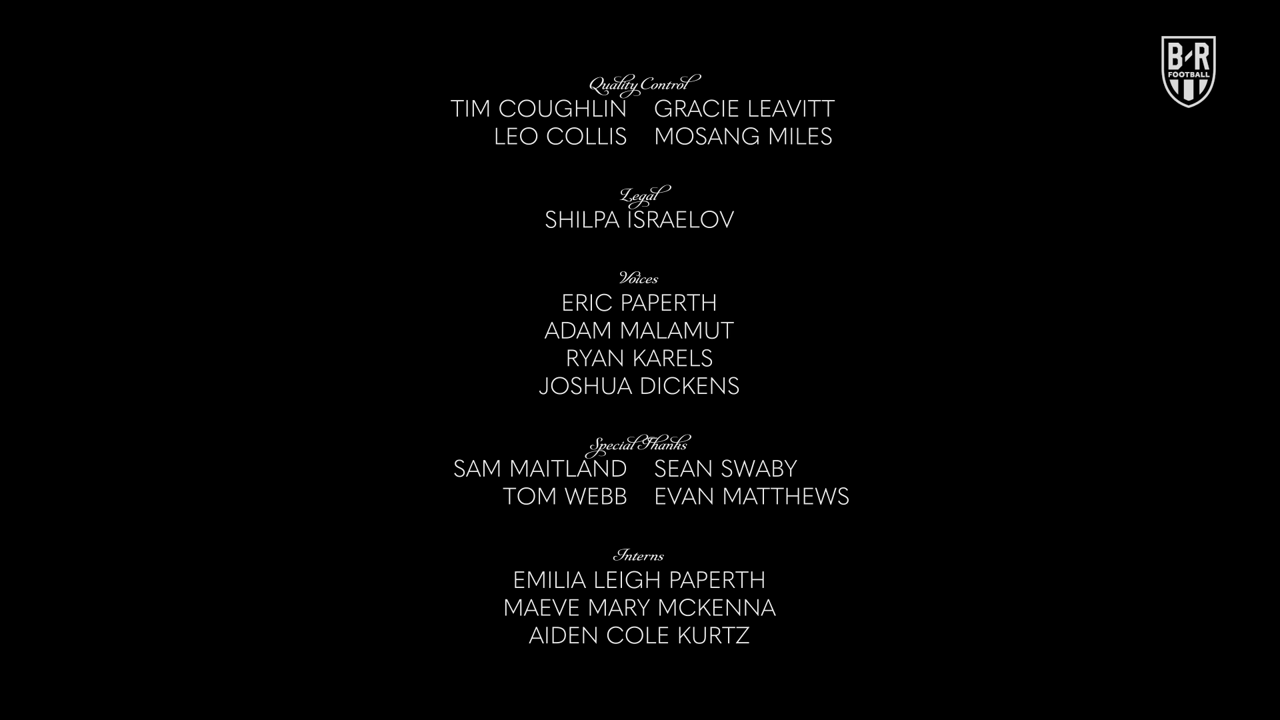 B/R
FOOTBALL
Quality Control
TIM COUGHLIN GRACIE LEAVITT
LEO COLLIS MOSANG MILES
Legal
SHILPA ISRAELOV
Voices
ERIC PAPERTH
ADAM MALAMUT
RYAN KARELS
JOSHUA DICKENS
Special Thanks
SAM MAITLAND SEAN SWABY
TOM WEBB EVAN MATTHEWS
Interns
EMILIA LEIGH PAPERTH
MAEVE MARY MCKENNA
AIDEN COLE KURTZ